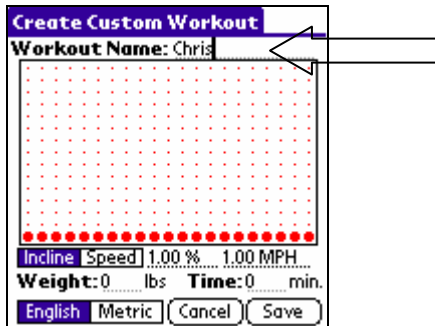 Create Custom Workout
Workout Name: Chris
Incline Speed 1.00 % 1.00 MPH
Weight: 0 lbs Time: 0 min.
English Metric Cancel Save